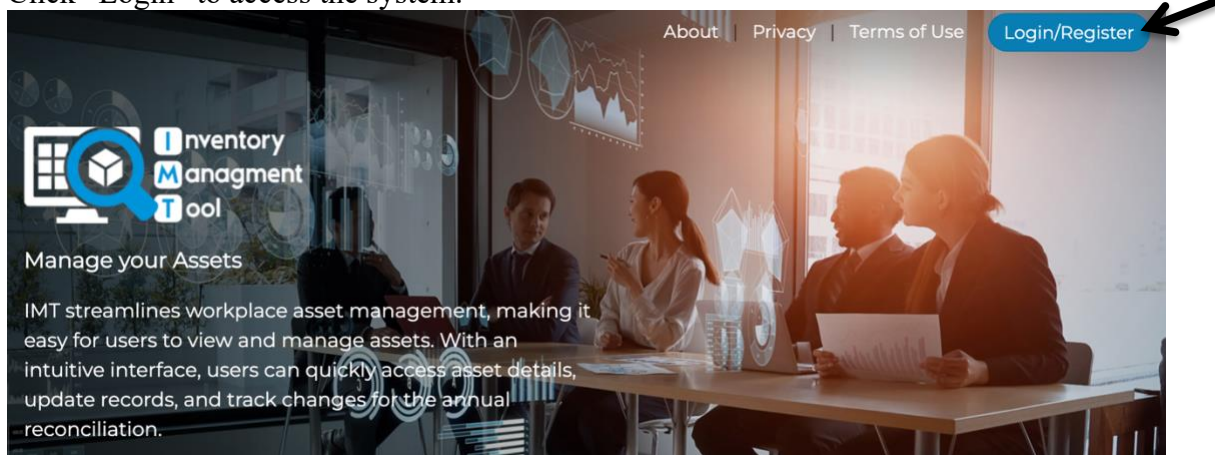 Click "Login" to access the system.
About | Privacy | Terms of Use Login/Register
Inventory
Managment
Tool
Manage your Assets
IMT streamlines workplace asset management, making it
easy for users to view and manage assets. With an
intuitive interface, users can quickly access asset details,
update records, and track changes for the annual
reconciliation.